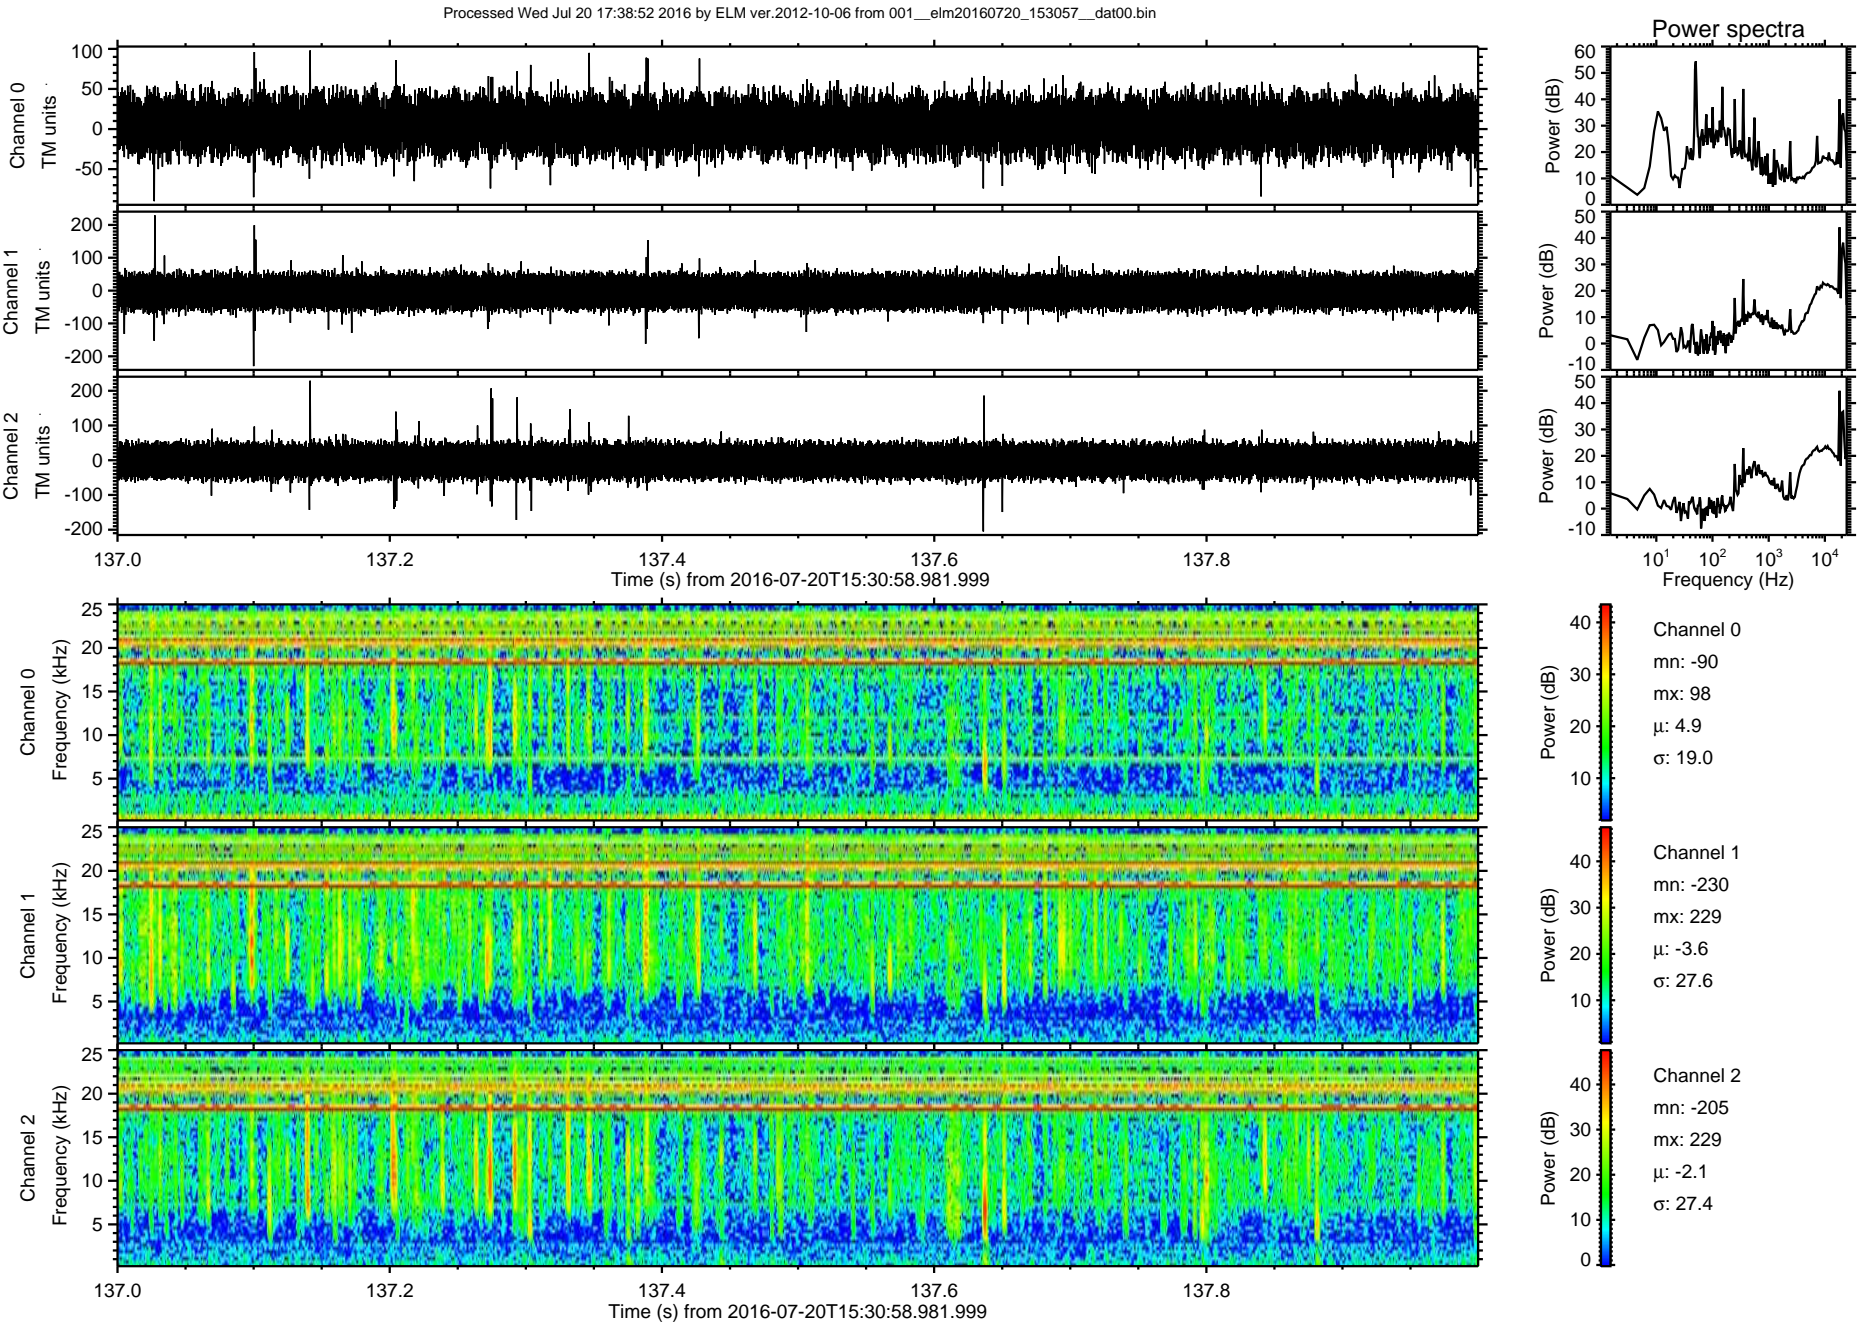 Processed Wed Jul 20 17:38:52 2016 by ELM ver.2012-10-06 from 001__elm20160720_153057__dat00.bin
Power spectra
Channel 0
TM units
100
50
0
-50
Power (dB)
60
50
40
30
20
10
0
Channel 1
TM units
200
100
0
-100
-200
Power (dB)
50
40
30
20
10
0
-10
Channel 2
TM units
200
100
0
-100
-200
Power (dB)
50
40
30
20
10
0
-10
137.0 137.2 137.4 137.6 137.8
Time (s) from 2016-07-20T15:30:58.981.999
10^1 10^2 10^3 10^4
Frequency (Hz)
Channel 0
Frequency (kHz)
25
20
15
10
5
Power (dB)
40
30
20
10
Channel 0
mn: -90
mx: 98
μ: 4.9
σ: 19.0
Channel 1
Frequency (kHz)
25
20
15
10
5
Power (dB)
40
30
20
10
Channel 1
mn: -230
mx: 229
μ: -3.6
σ: 27.6
Channel 2
Frequency (kHz)
25
20
15
10
5
Power (dB)
40
30
20
10
0
Channel 2
mn: -205
mx: 229
μ: -2.1
σ: 27.4
137.0 137.2 137.4 137.6 137.8
Time (s) from 2016-07-20T15:30:58.981.999